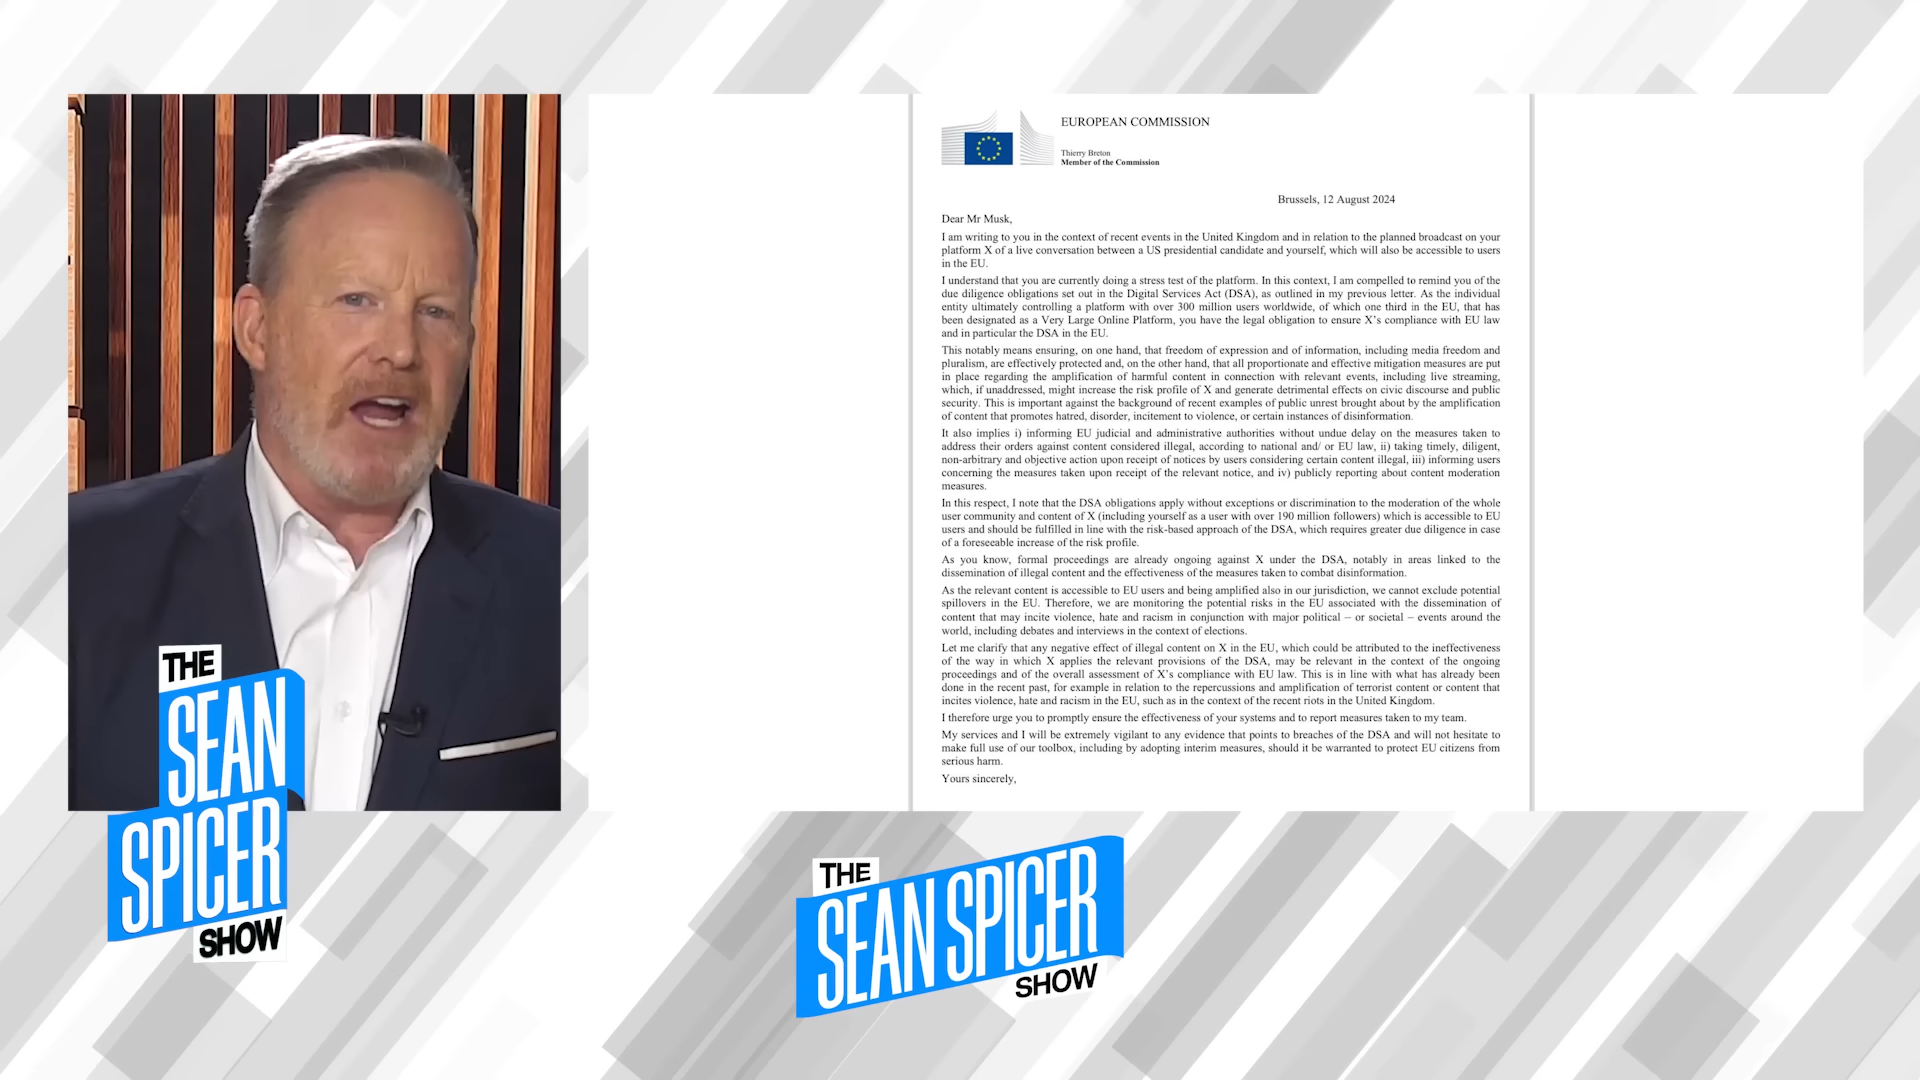 EUROPEAN COMMISSION
Thierry Breton
Member of the Commission
Brussels, 12 August 2024
Dear Mr Musk,
I am writing to you in the context of recent events in the United Kingdom and in relation to the planned broadcast on your
platform X of a live conversation between a US presidential candidate and yourself, which will also be accessible to users
in the EU.
I understand that you are currently doing a stress test of the platform. In this context, I am compelled to remind you of the
due diligence obligations set out in the Digital Services Act (DSA), as outlined in my previous letter. As the individual
entity ultimately controlling a platform with over 300 million users worldwide, of which one third in the EU, that has
been designated as a Very Large Online Platform, you have the legal obligation to ensure X's compliance with EU law
and in particular the DSA in the EU.
This notably means ensuring, on one hand, that freedom of expression and of information, including media freedom and
pluralism, are effectively protected and, on the other hand, that all proportionate and effective mitigation measures are put
in place regarding the amplification of harmful content in connection with relevant events, including live streaming,
which, if unaddressed, might increase the risk profile of X and generate detrimental effects on civic discourse and public
security. This is important against the background of recent examples of public unrest brought about by the amplification
of content that promotes hatred, disorder, incitement to violence, or certain instances of disinformation.
It also implies i) informing EU judicial and administrative authorities without undue delay on the measures taken to
address their orders against content considered illegal, according to national and/ or EU law, ii) taking timely, diligent,
non-arbitrary and objective action upon receipt of notices by users considering certain content illegal, iii) informing users
concerning the measures taken upon receipt of the relevant notice, and iv) publicly reporting about content moderation
measures.
In this respect, I note that the DSA obligations apply without exceptions or discrimination to the moderation of the whole
user community and content of X (including yourself as a user with over 190 million followers) which is accessible to EU
users and should be fulfilled in line with the risk-based approach of the DSA, which requires greater due diligence in case
of a foreseeable increase of the risk profile.
As you know, formal proceedings are already ongoing against X under the DSA, notably in areas linked to the
dissemination of illegal content and the effectiveness of the measures taken to combat disinformation.
As the relevant content is accessible to EU users and being amplified also in our jurisdiction, we cannot exclude potential
spillovers in the EU. Therefore, we are monitoring the potential risks in the EU associated with the dissemination of
content that may incite violence, hate and racism in conjunction with major political – or societal – events around the
world, including debates and interviews in the context of elections.
Let me clarify that any negative effect of illegal content on X in the EU, which could be attributed to the ineffectiveness
of the way in which X applies the relevant provisions of the DSA, may be relevant in the context of the ongoing
proceedings and of the overall assessment of X's compliance with EU law. This is in line with what has already been
done in the recent past, for example in relation to the repercussions and amplification of terrorist content or content that
incites violence, hate and racism in the EU, such as in the context of the recent riots in the United Kingdom.
I therefore urge you to promptly ensure the effectiveness of your systems and to report measures taken to my team.
My services and I will be extremely vigilant to any evidence that points to breaches of the DSA and will not hesitate to
make full use of our toolbox, including by adopting interim measures, should it be warranted to protect EU citizens from
serious harm.
Yours sincerely,
THE
SEAN
SPICER
SHOW
THE
SEAN SPICER
SHOW